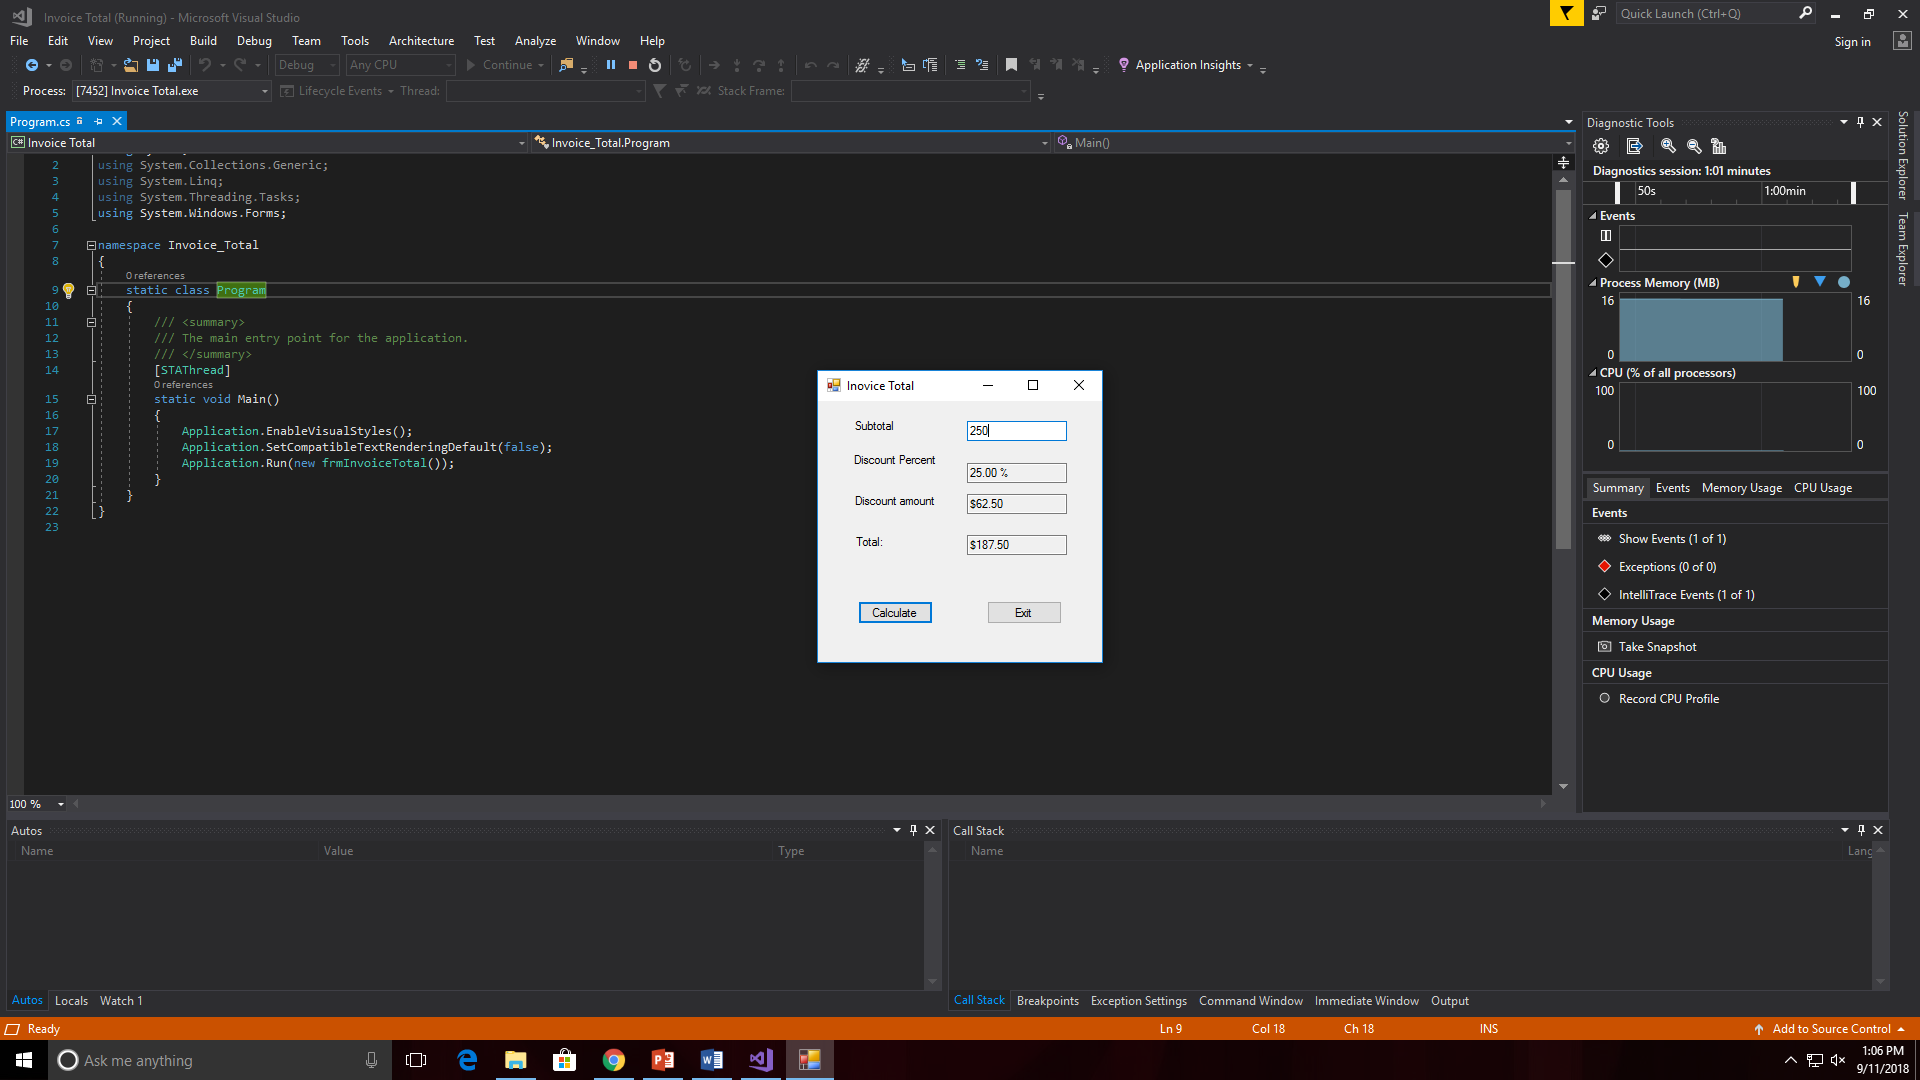 Invoice Total (Running) - Microsoft Visual Studio
Quick Launch (Ctrl+Q)
File Edit View Project Build Debug Team Tools Architecture Test Analyze Window Help
Sign in
Debug Any CPU Continue Application Insights
Process: [7452] Invoice Total.exe Lifecycle Events Thread: Stack Frame:
Program.cs
C# Invoice Total Invoice_Total.Program Main()
2 using System.Collections.Generic;
3 using System.Linq;
4 using System.Threading.Tasks;
5 using System.Windows.Forms;
6
7 namespace Invoice_Total
8 {
0 references
9 static class Program
10 {
11 /// <summary>
12 /// The main entry point for the application.
13 /// </summary>
14 [STAThread]
0 references
15 static void Main()
16 {
17 Application.EnableVisualStyles();
18 Application.SetCompatibleTextRenderingDefault(false);
19 Application.Run(new frmInvoiceTotal());
20 }
21 }
22 }
23
100 %
Inovice Total
Subtotal 250
Discount Percent 25.00 %
Discount amount $62.50
Total: $187.50
Calculate Exit
Diagnostic Tools
Diagnostics session: 1:01 minutes
50s 1:00min
Events
Process Memory (MB)
16 16
0 0
CPU (% of all processors)
100 100
0 0
Summary Events Memory Usage CPU Usage
Events
Show Events (1 of 1)
Exceptions (0 of 0)
IntelliTrace Events (1 of 1)
Memory Usage
Take Snapshot
CPU Usage
Record CPU Profile
Solution Explorer
Team Explorer
Autos
Name Value Type
Autos Locals Watch 1
Call Stack
Name Lang
Call Stack Breakpoints Exception Settings Command Window Immediate Window Output
Ready Ln 9 Col 18 Ch 18 INS Add to Source Control
Ask me anything
1:06 PM
9/11/2018